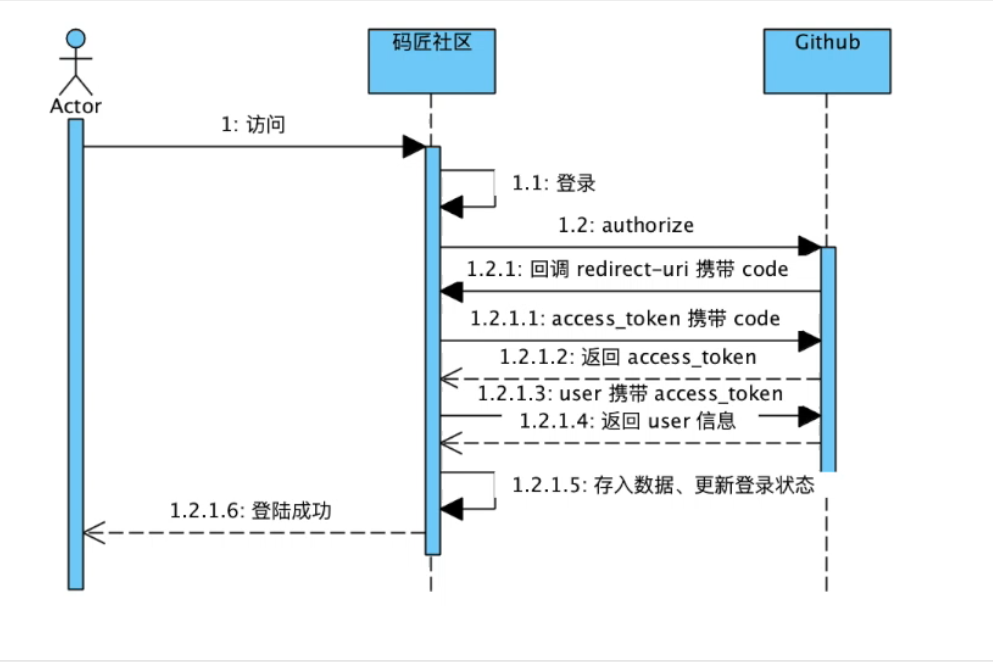 码匠社区
Github
Actor
1: 访问
1.1: 登录
1.2: authorize
1.2.1: 回调 redirect-uri 携带 code
1.2.1.1: access_token 携带 code
1.2.1.2: 返回 access_token
1.2.1.3: user 携带 access_token
1.2.1.4: 返回 user 信息
1.2.1.5: 存入数据、更新登录状态
1.2.1.6: 登陆成功